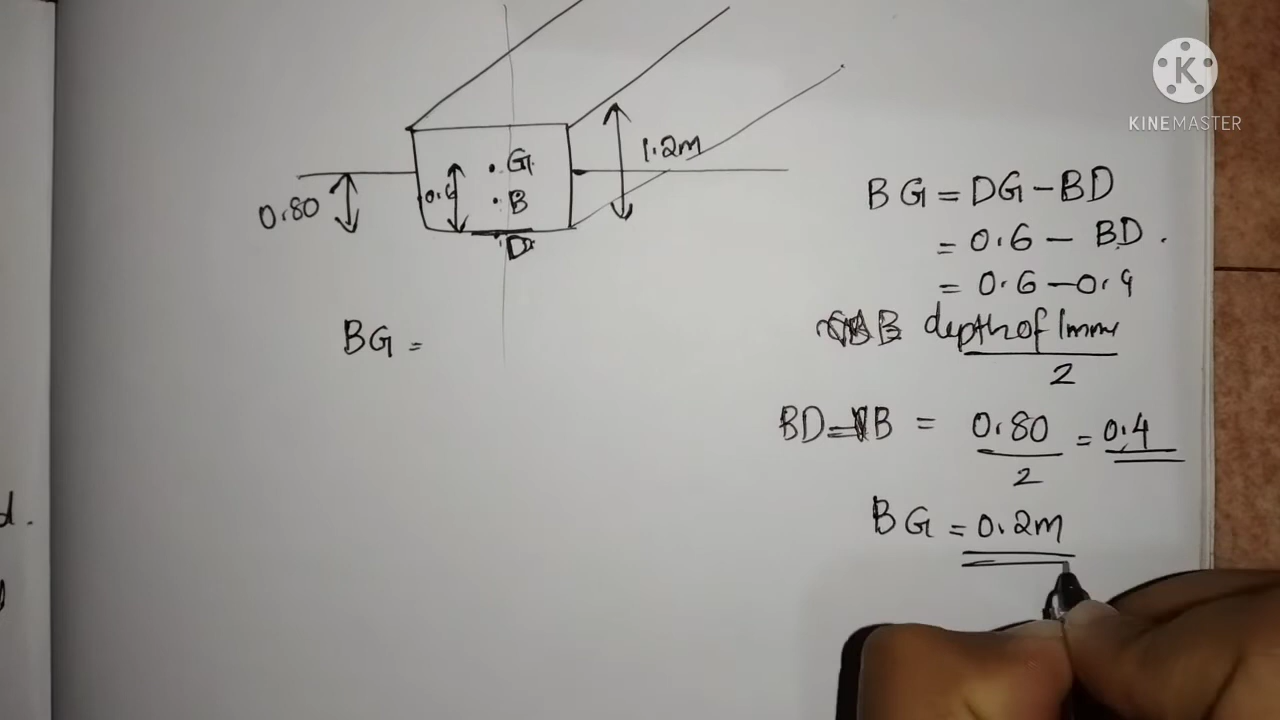 K
KINEMASTER
1.2m
G
0.6
B
0.80
D
BG =
BG = DG - BD
= 0.6 - BD.
= 0.6 - 0.4
B depth of Imm
2
BD = B = 0.80 = 0.4
2
BG = 0.2m
d.